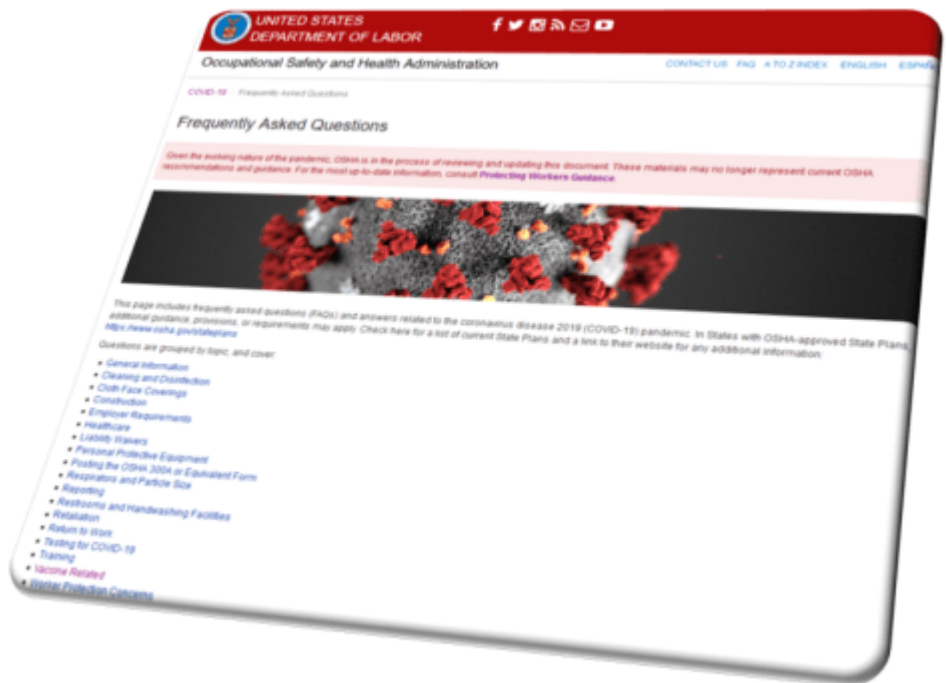 UNITED STATES
DEPARTMENT OF LABOR
Occupational Safety and Health Administration
CONTACT US FAQ A TO Z INDEX ENGLISH ESPAÑ
COVID-19 / Frequently Asked Questions
Frequently Asked Questions
Given the evolving nature of the pandemic, OSHA is in the process of reviewing and updating this document. These materials may no longer represent current OSHA
recommendations and guidance. For the most up-to-date information, consult Protecting Workers Guidance.
This page includes frequently asked questions (FAQs) and answers related to the coronavirus disease 2019 (COVID-19) pandemic. In States with OSHA-approved State Plans,
additional guidance, provisions, or requirements may apply. Check here for a list of current State Plans and a link to their website for any additional information:
https://www.osha.gov/stateplans
Questions are grouped by topic, and cover:
• General Information
• Cleaning and Disinfection
• Cloth Face Coverings
• Construction
• Employer Requirements
• Healthcare
• Liability Waivers
• Personal Protective Equipment
• Posting the OSHA 300A or Equivalent Form
• Respirators and Particle Size
• Reporting
• Restrooms and Handwashing Facilities
• Retaliation
• Return to Work
• Testing for COVID-19
• Training
• Vaccine Related
• Worker Protection Concerns